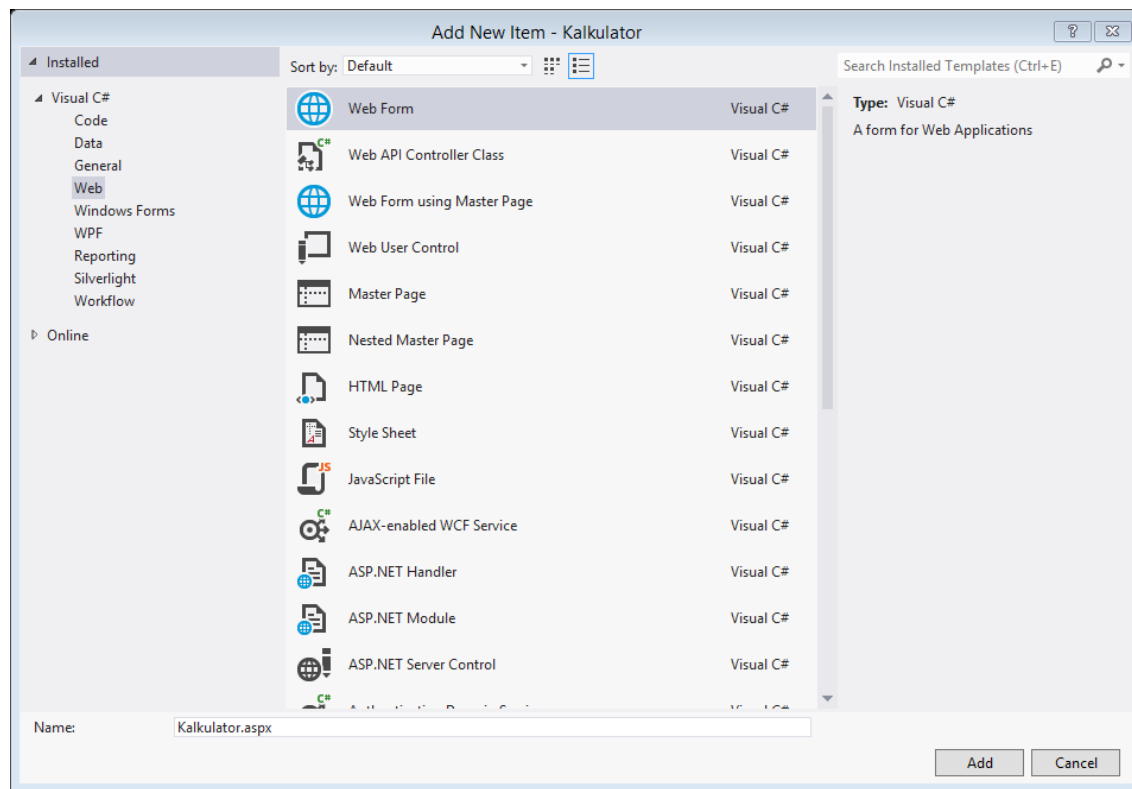 Add New Item - Kalkulator
Installed
Sort by: Default
Search Installed Templates (Ctrl+E)
Visual C#
Code
Data
General
Web
Windows Forms
WPF
Reporting
Silverlight
Workflow
Online
Web Form Visual C#
Web API Controller Class Visual C#
Web Form using Master Page Visual C#
Web User Control Visual C#
Master Page Visual C#
Nested Master Page Visual C#
HTML Page Visual C#
Style Sheet Visual C#
JavaScript File Visual C#
AJAX-enabled WCF Service Visual C#
ASP.NET Handler Visual C#
ASP.NET Module Visual C#
ASP.NET Server Control Visual C#
Type: Visual C#
A form for Web Applications
Name: Kalkulator.aspx
Add Cancel